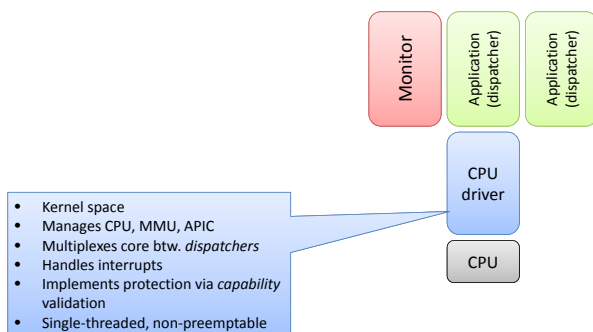 Monitor
Application
(dispatcher)
Application
(dispatcher)
CPU
driver
• Kernel space
• Manages CPU, MMU, APIC
• Multiplexes core btw. dispatchers
• Handles interrupts
• Implements protection via capability
validation
• Single-threaded, non-preemptable
CPU